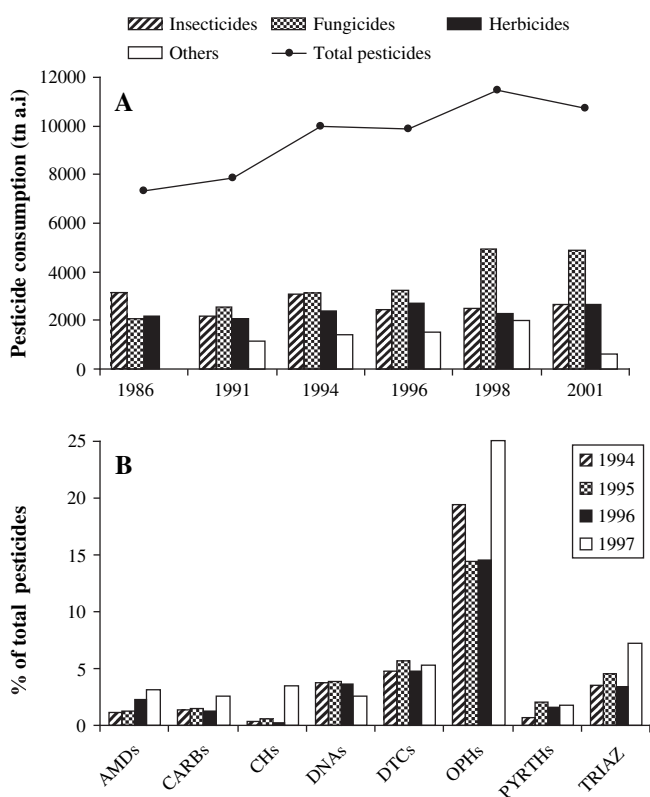 Insecticides Fungicides Herbicides
Others Total pesticides
A
Pesticide consumption (tn a.i)
12000
10000
8000
6000
4000
2000
0
1986 1991 1994 1996 1998 2001
B
% of total pesticides
25
20
15
10
5
0
1994
1995
1996
1997
AMDs CARBs CHs DNAs DTCs OPHs PYRTHs TRIAZ